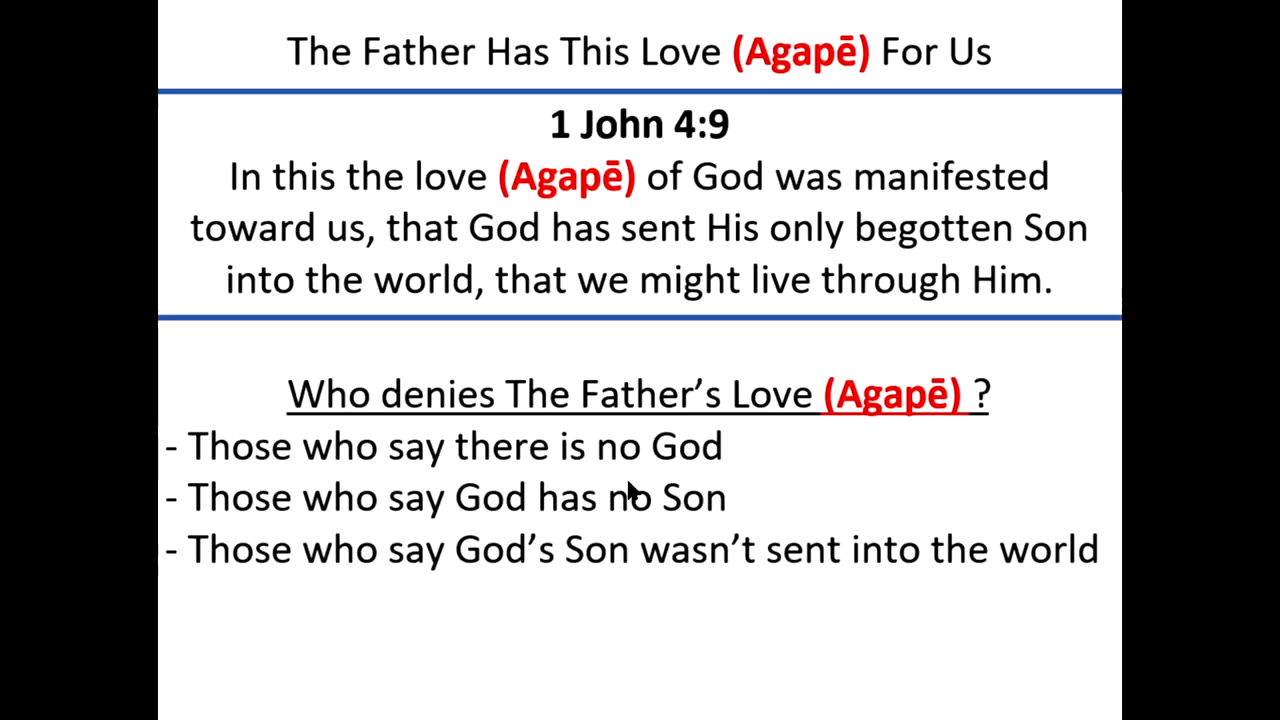 The Father Has This Love (Agapē) For Us
1 John 4:9
In this the love (Agapē) of God was manifested
toward us, that God has sent His only begotten Son
into the world, that we might live through Him.
Who denies The Father’s Love (Agapē) ?
- Those who say there is no God
- Those who say God has no Son
- Those who say God’s Son wasn’t sent into the world